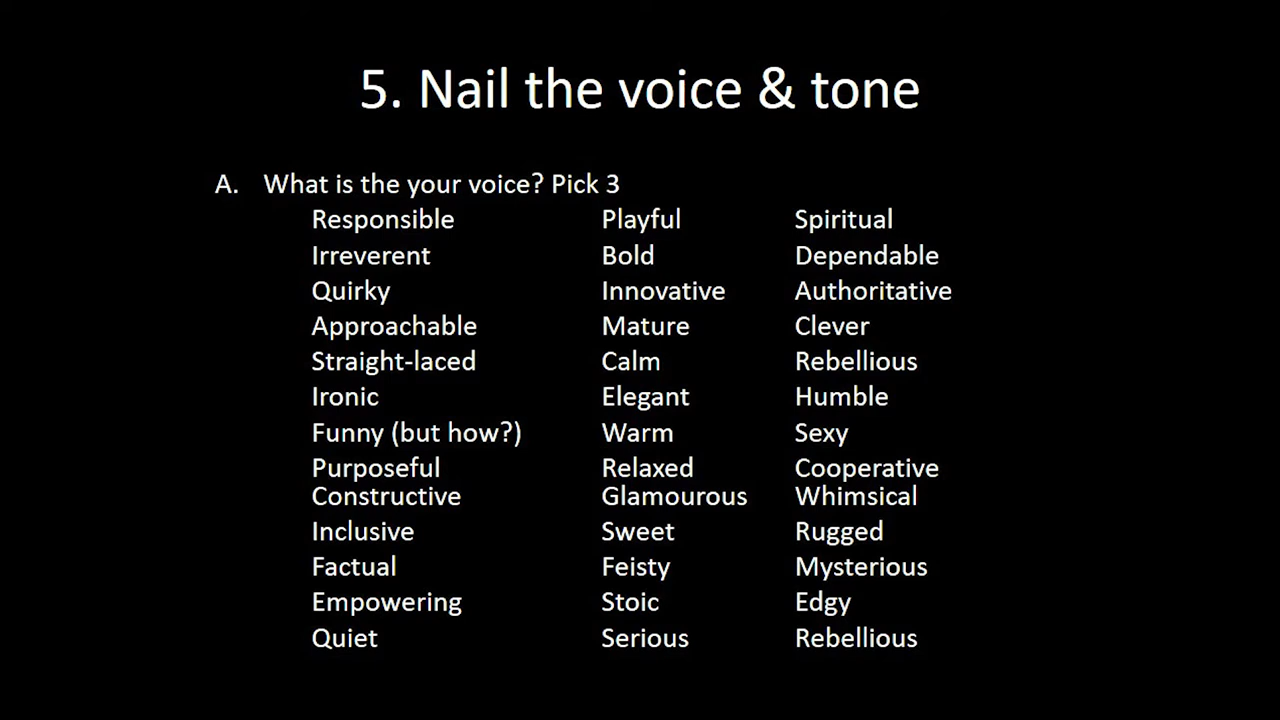 5. Nail the voice & tone
A. What is the your voice? Pick 3
Responsible Playful Spiritual
Irreverent Bold Dependable
Quirky Innovative Authoritative
Approachable Mature Clever
Straight-laced Calm Rebellious
Ironic Elegant Humble
Funny (but how?) Warm Sexy
Purposeful Relaxed Cooperative
Constructive Glamourous Whimsical
Inclusive Sweet Rugged
Factual Feisty Mysterious
Empowering Stoic Edgy
Quiet Serious Rebellious